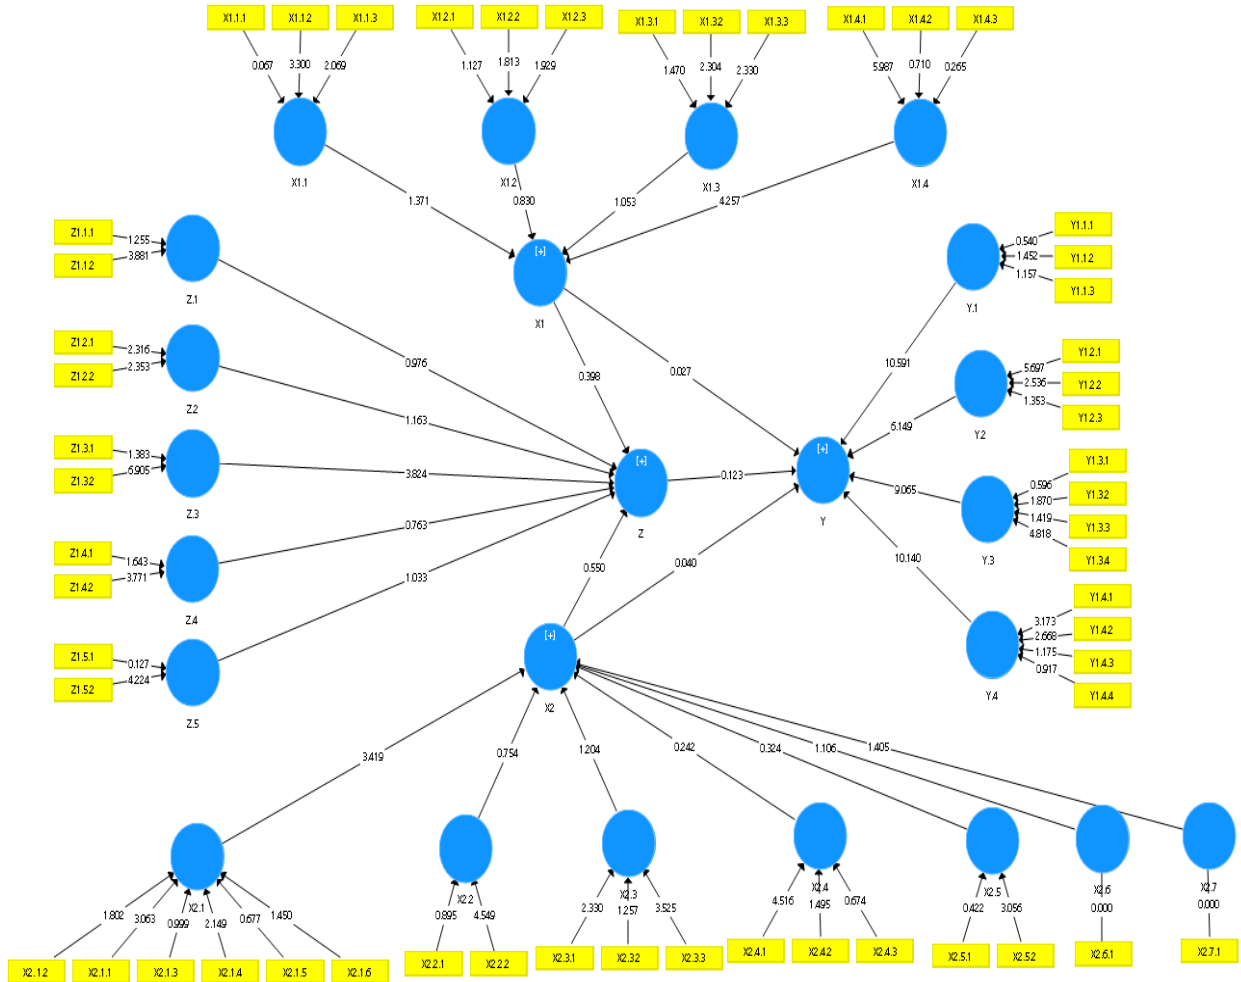 X1.1.1 X1.1.2 X1.1.3 X1.2.1 X1.2.2 X1.2.3 X1.3.1 X1.3.2 X1.3.3 X1.4.1 X1.4.2 X1.4.3
0.067 3.300 2.069 1.127 1.813 1.929 1.470 2.304 2.330 5.987 0.710 0.265
X1.1 X1.2 X1.3 X1.4
1.371 0.830 1.053 4.257
[+]
X1
Z1.1.1 1.255
Z1.1.2 3.881
Z.1
Z1.2.1 2.316
Z1.2.2 2.353
Z.2
Z1.3.1 1.383
Z1.3.2 6.905
Z.3
Z1.4.1 1.643
Z1.4.2 3.771
Z.4
Z1.5.1 0.127
Z1.5.2 4.224
Z.5
0.976
1.163
3.824
0.763
1.033
0.398
0.027
[+]
Z
0.123
[+]
Y
0.550
0.040
0.540 Y1.1.1
1.452 Y1.1.2
1.157 Y1.1.3
Y.1
10.591
5.697 Y1.2.1
2.536 Y1.2.2
1.353 Y1.2.3
Y.2
6.149
0.596 Y1.3.1
1.870 Y1.3.2
1.419 Y1.3.3
4.818 Y1.3.4
Y.3
9.065
3.173 Y1.4.1
2.668 Y1.4.2
1.175 Y1.4.3
0.917 Y1.4.4
Y.4
10.140
[+]
X2
3.419 0.754 1.204 0.242 0.324 1.106 1.405
X2.1 X2.2 X2.3 X2.4 X2.5 X2.6 X2.7
1.802 3.063 0.999 2.149 0.677 1.450 0.895 4.549 2.330 1.257 3.525 4.516 1.495 0.674 0.422 3.056 0.000 0.000
X2.1.2 X2.1.1 X2.1.3 X2.1.4 X2.1.5 X2.1.6 X2.2.1 X2.2.2 X2.3.1 X2.3.2 X2.3.3 X2.4.1 X2.4.2 X2.4.3 X2.5.1 X2.5.2 X2.6.1 X2.7.1